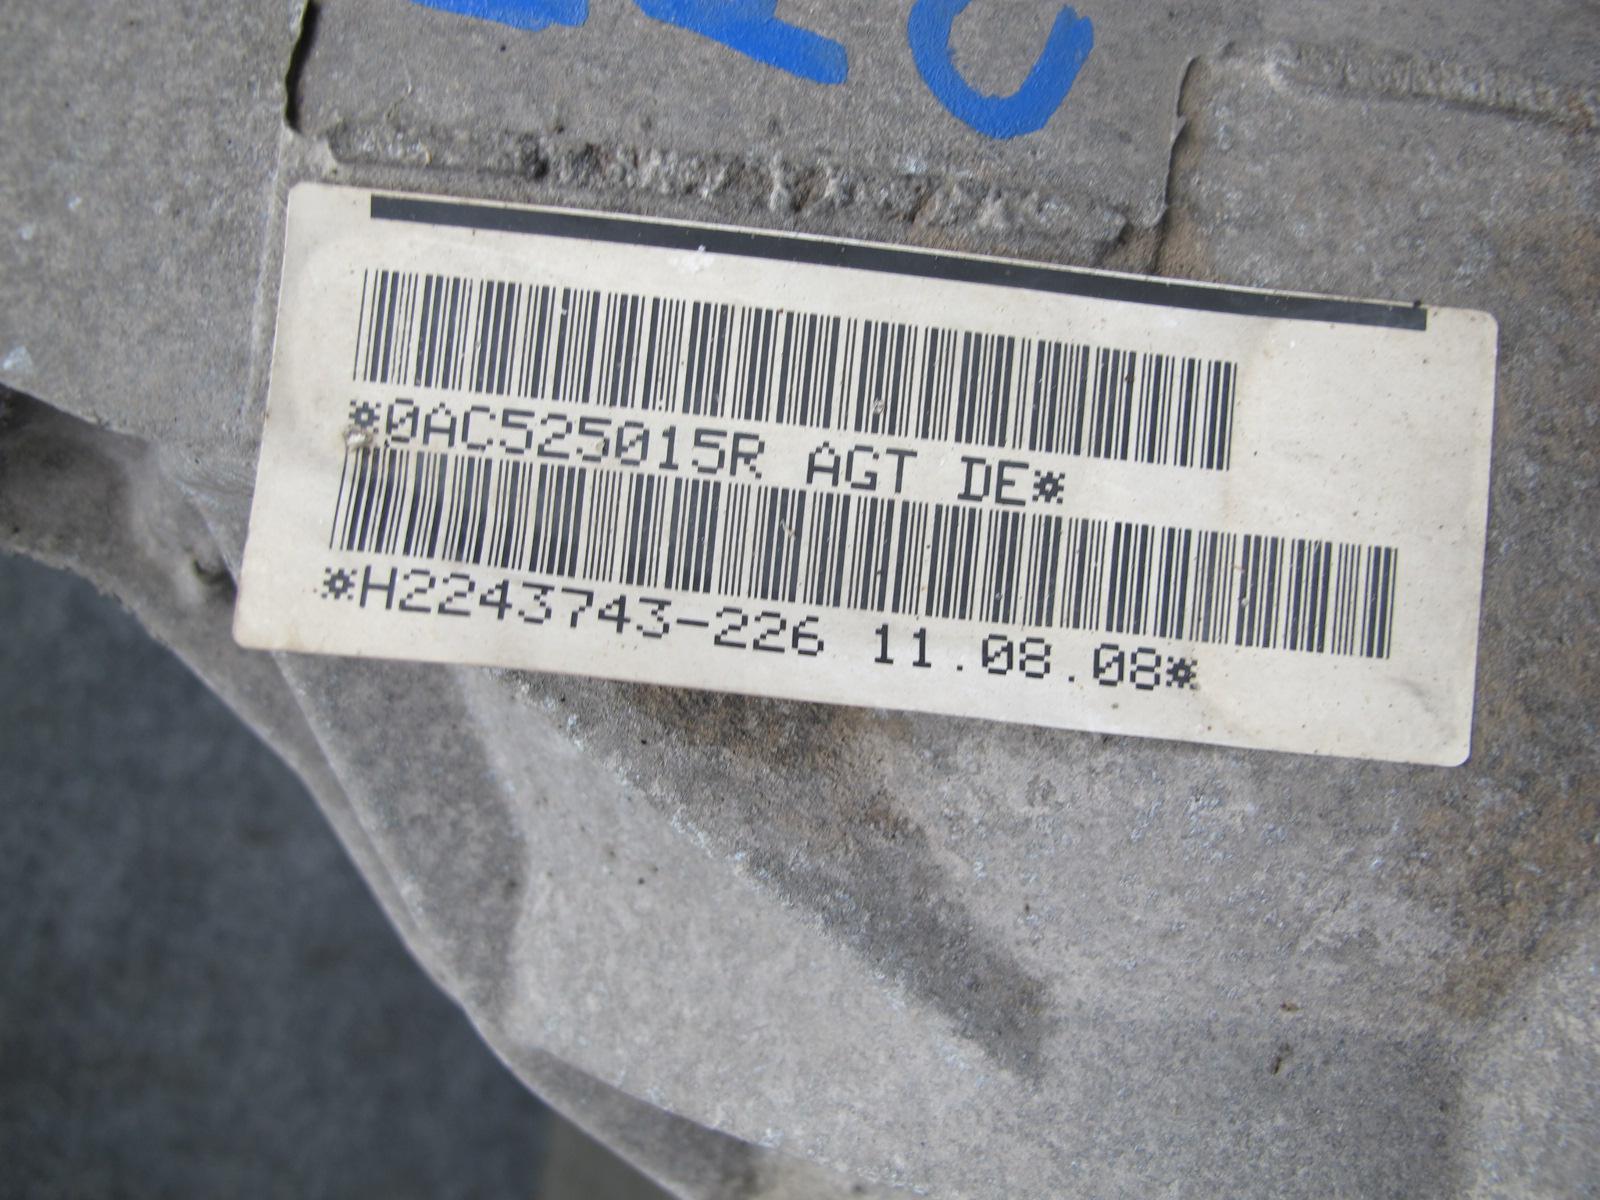 *0AC525015R AGT DE*
*H2243743-226 11.08.08*